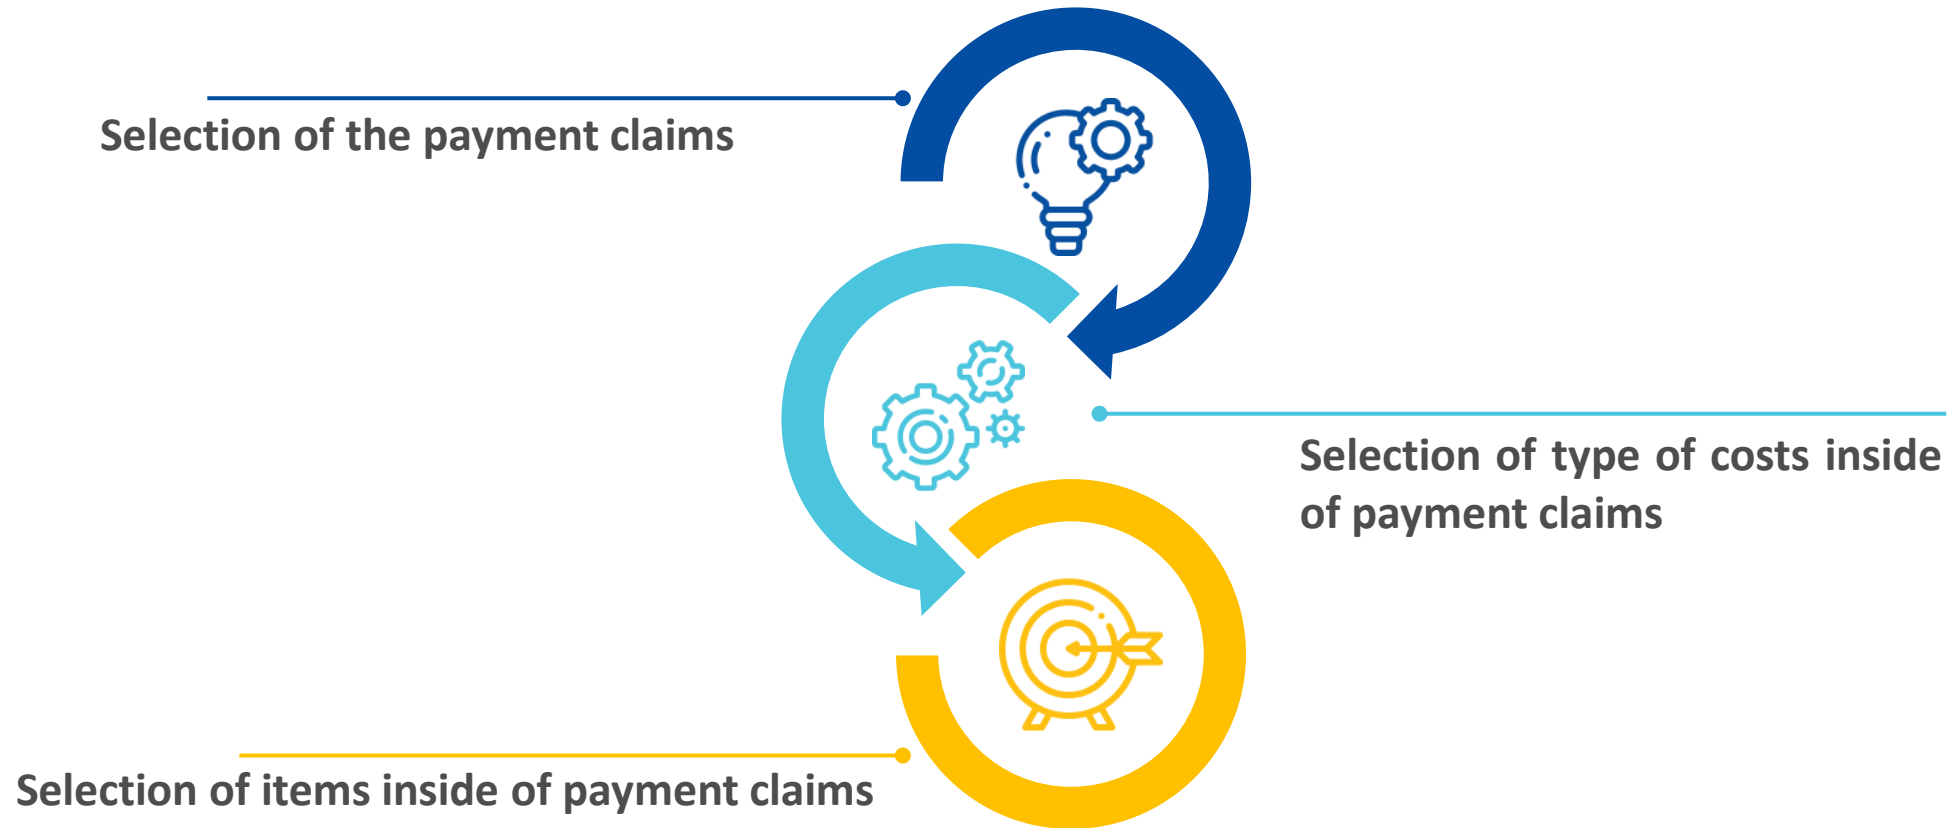 Selection of the payment claims
Selection of type of costs inside
of payment claims
Selection of items inside of payment claims